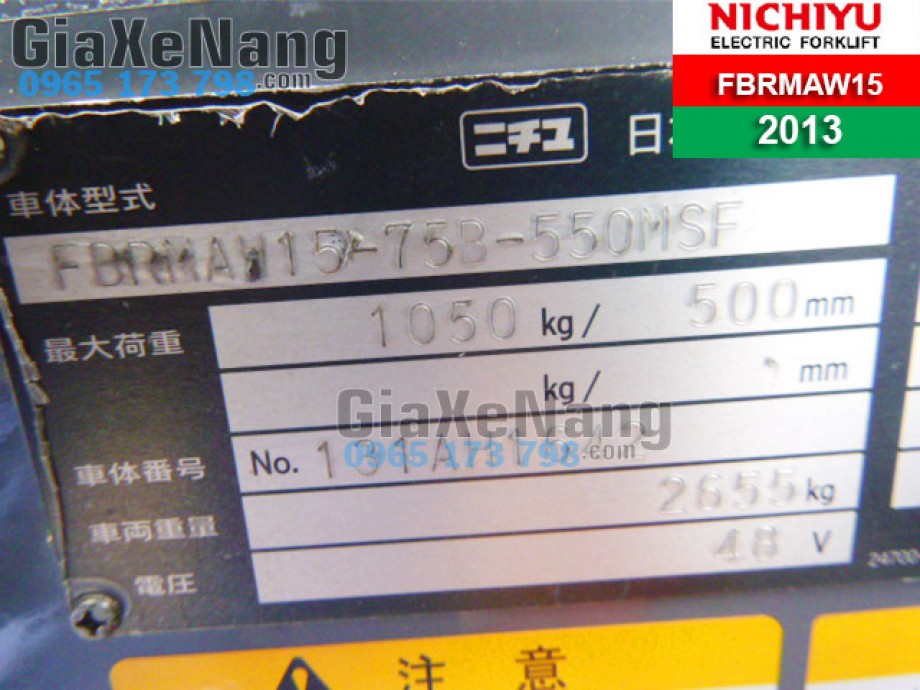 GiaXeNang
0965 173 798.com
NICHIYU
ELECTRIC FORKLIFT
FBRMAW15
2013
ニチユ 日
車体型式
FBRMAW15-75B-550MSF
最大荷重 1050 kg/ 500 mm
kg/ mm
GiaXeNang
0965 173 798.com
車体番号 No. 131AH1642
車両重量 2655 kg
電圧 48 V
注意